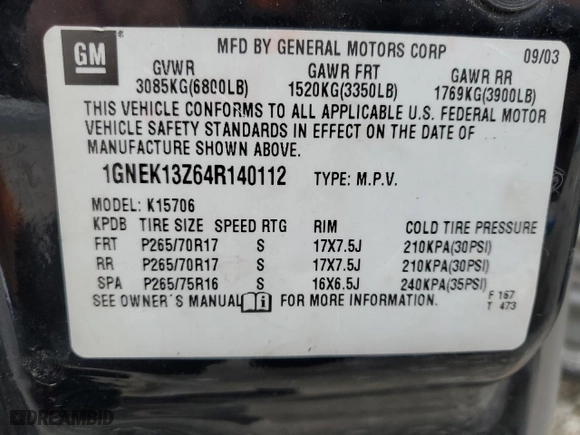 GM
MFD BY GENERAL MOTORS CORP 09/03
GVWR GAWR FRT GAWR RR
3085KG(6800LB) 1520KG(3350LB) 1769KG(3900LB)
THIS VEHICLE CONFORMS TO ALL APPLICABLE U.S. FEDERAL MOTOR
VEHICLE SAFETY STANDARDS IN EFFECT ON THE DATE OF
MANUFACTURE SHOWN ABOVE.
1GNEK13Z64R140112 TYPE: M.P.V.
MODEL: K15706
KPDB TIRE SIZE SPEED RTG RIM COLD TIRE PRESSURE
FRT P265/70R17 S 17X7.5J 210KPA(30PSI)
RR P265/70R17 S 17X7.5J 210KPA(30PSI)
SPA P265/75R16 S 16X6.5J 240KPA(35PSI)
SEE OWNER´S MANUAL FOR MORE INFORMATION.
F 167
T 473
DREAMBID